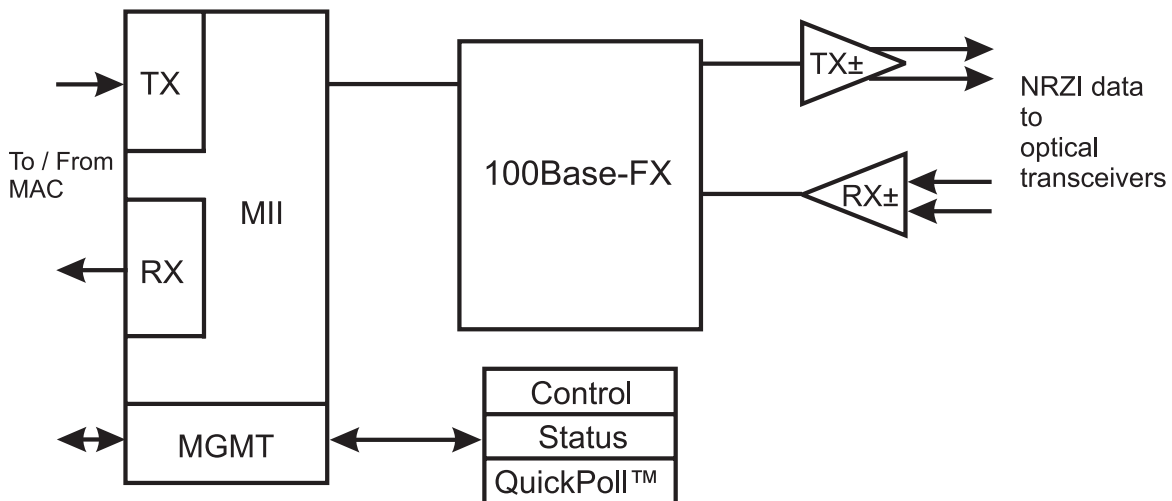 TX
To / From
MAC
RX
MII
MGMT
100Base-FX
TX±
RX±
NRZI data
to
optical
transceivers
Control
Status
QuickPoll™